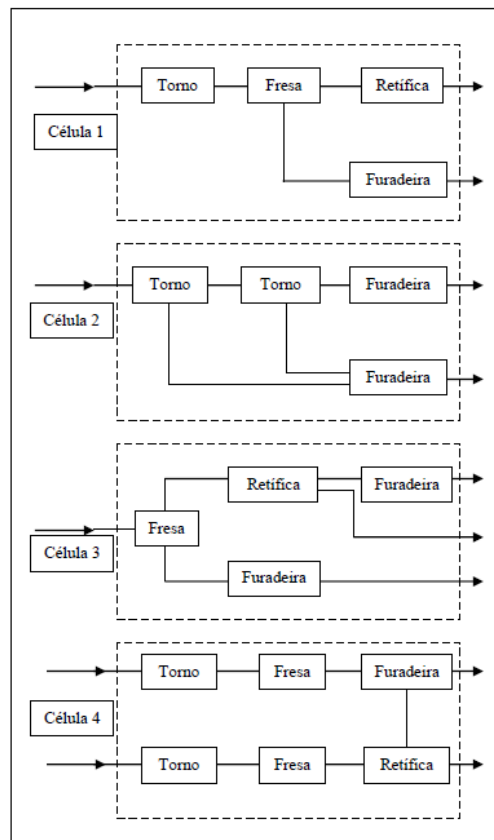 Torno Fresa Retífica
Célula 1
Furadeira
Torno Torno Furadeira
Célula 2
Furadeira
Retífica Furadeira
Fresa
Célula 3
Furadeira
Torno Fresa Furadeira
Célula 4
Torno Fresa Retífica